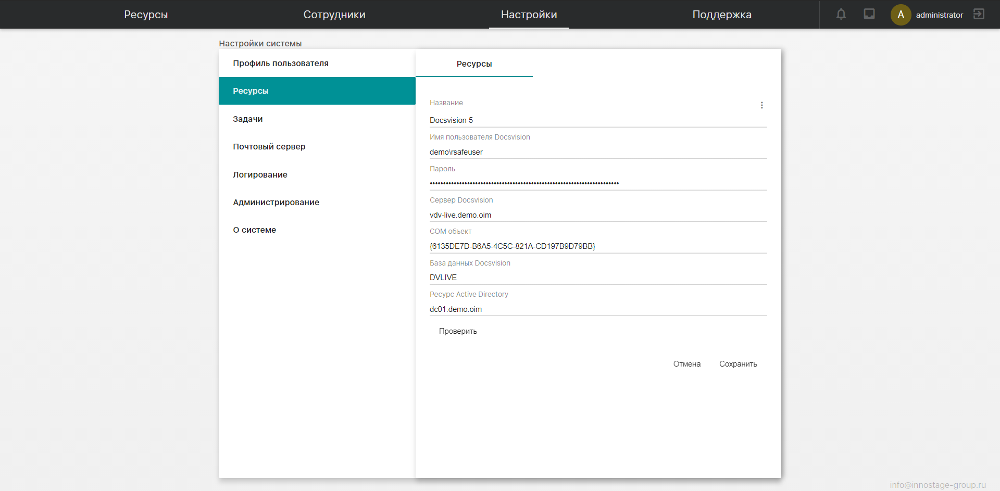 Ресурсы
Сотрудники
Настройки
Поддержка
A
administrator
Настройки системы
Профиль пользователя
Ресурсы
Задачи
Почтовый сервер
Логирование
Администрирование
О системе
Ресурсы
Название
Docsvision 5
Имя пользователя Docsvision
demo\rsafeuser
Пароль
Сервер Docsvision
vdv-live.demo.oim
COM объект
{6135DE7D-B6A5-4C5C-821A-CD197B9D79BB}
База данных Docsvision
DVLIVE
Ресурс Active Directory
dc01.demo.oim
Проверить
Отмена
Сохранить
info@innostage-group.ru